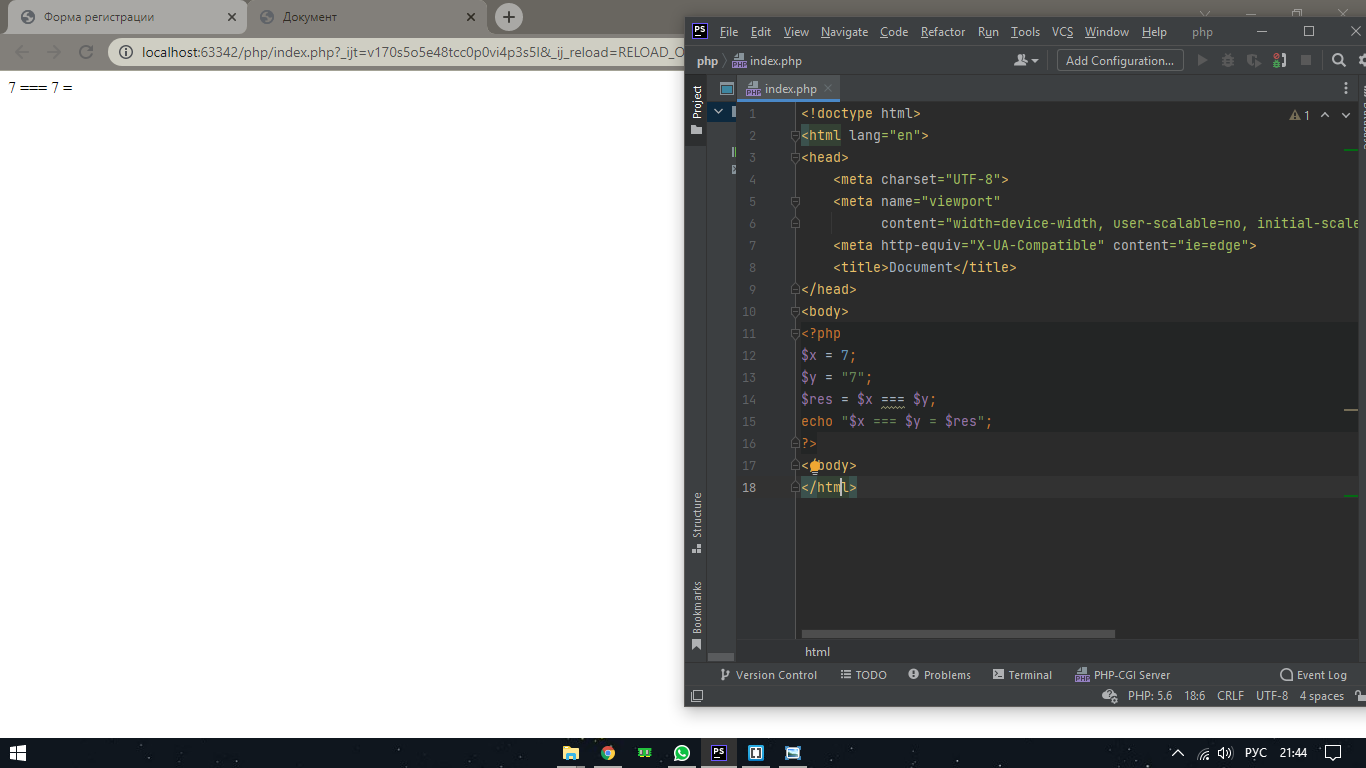 Форма регистрации
Документ
localhost:63342/php/index.php?_ijt=v170s5o5e48tcc0p0vi4p3s5l&_ij_reload=RELOAD_O
7 === 7 =
PS File Edit View Navigate Code Refactor Run Tools VCS Window Help php
php index.php
Add Configuration...
Project
index.php
1
1 <!doctype html>
2 <html lang="en">
3 <head>
4 <meta charset="UTF-8">
5 <meta name="viewport"
6 content="width=device-width, user-scalable=no, initial-scale
7 <meta http-equiv="X-UA-Compatible" content="ie=edge">
8 <title>Document</title>
9 </head>
10 <body>
11 <?php
12 $x = 7;
13 $y = "7";
14 $res = $x === $y;
15 echo "$x === $y = $res";
16 ?>
17 </body>
18 </html>
Structure
Bookmarks
html
Version Control TODO Problems Terminal PHP-CGI Server Event Log
PHP: 5.6 18:6 CRLF UTF-8 4 spaces
PS
РУС 21:44